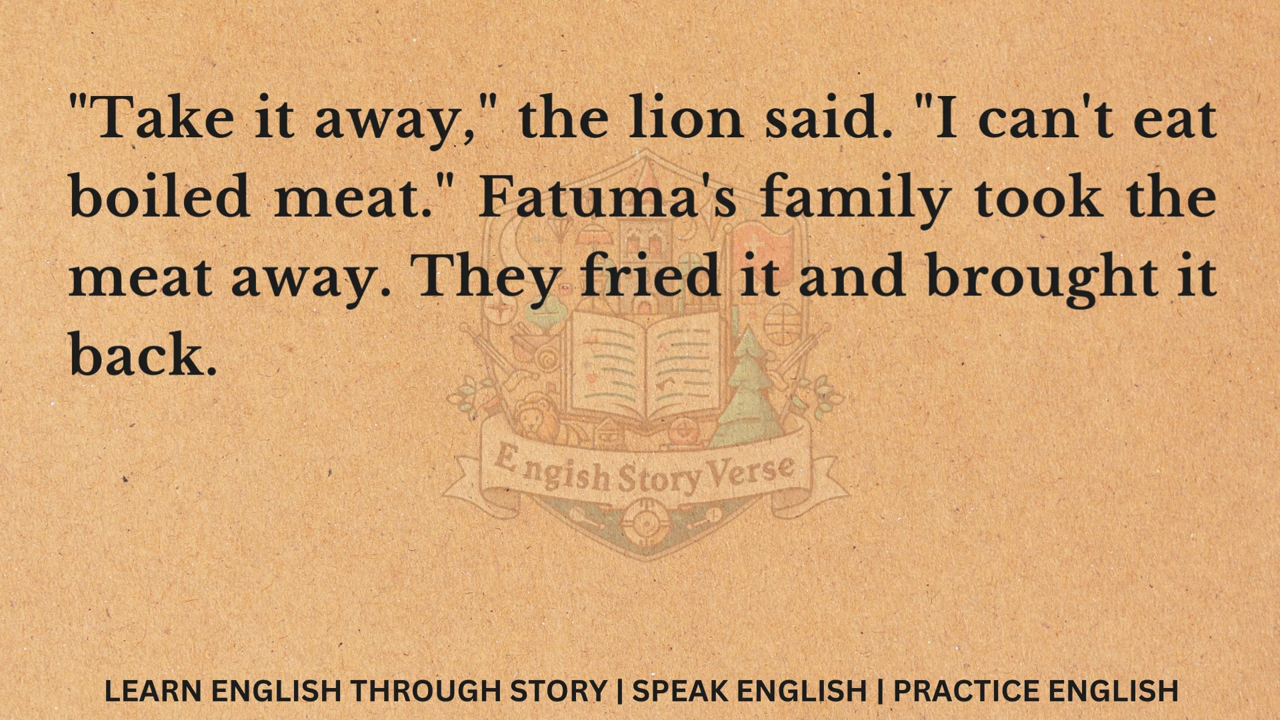 "Take it away," the lion said. "I can't eat
boiled meat." Fatuma's family took the
meat away. They fried it and brought it
back.
Engish Story Verse
LEARN ENGLISH THROUGH STORY | SPEAK ENGLISH | PRACTICE ENGLISH